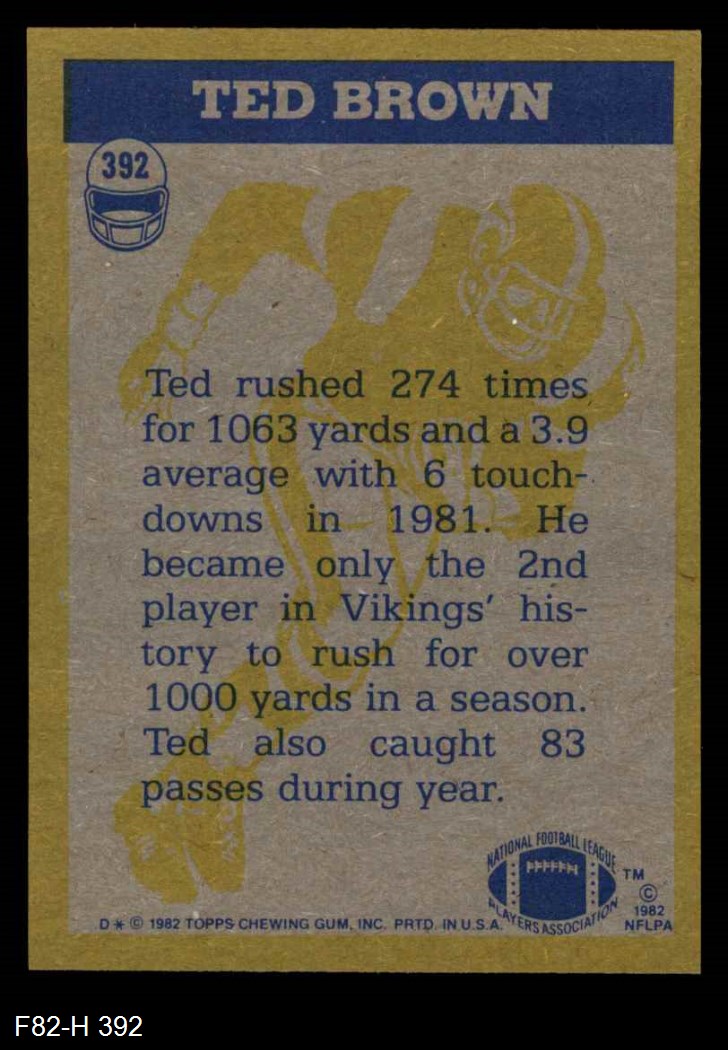 TED BROWN
392
Ted rushed 274 times
for 1063 yards and a 3.9
average with 6 touch-
downs in 1981. He
became only the 2nd
player in Vikings' his-
tory to rush for over
1000 yards in a season.
Ted also caught 83
passes during year.
NATIONAL FOOTBALL LEAGUE
PLAYERS ASSOCIATION
TM
©
1982
NFLPA
D * © 1982 TOPPS CHEWING GUM, INC. PRTD. IN U.S.A.
F82-H 392